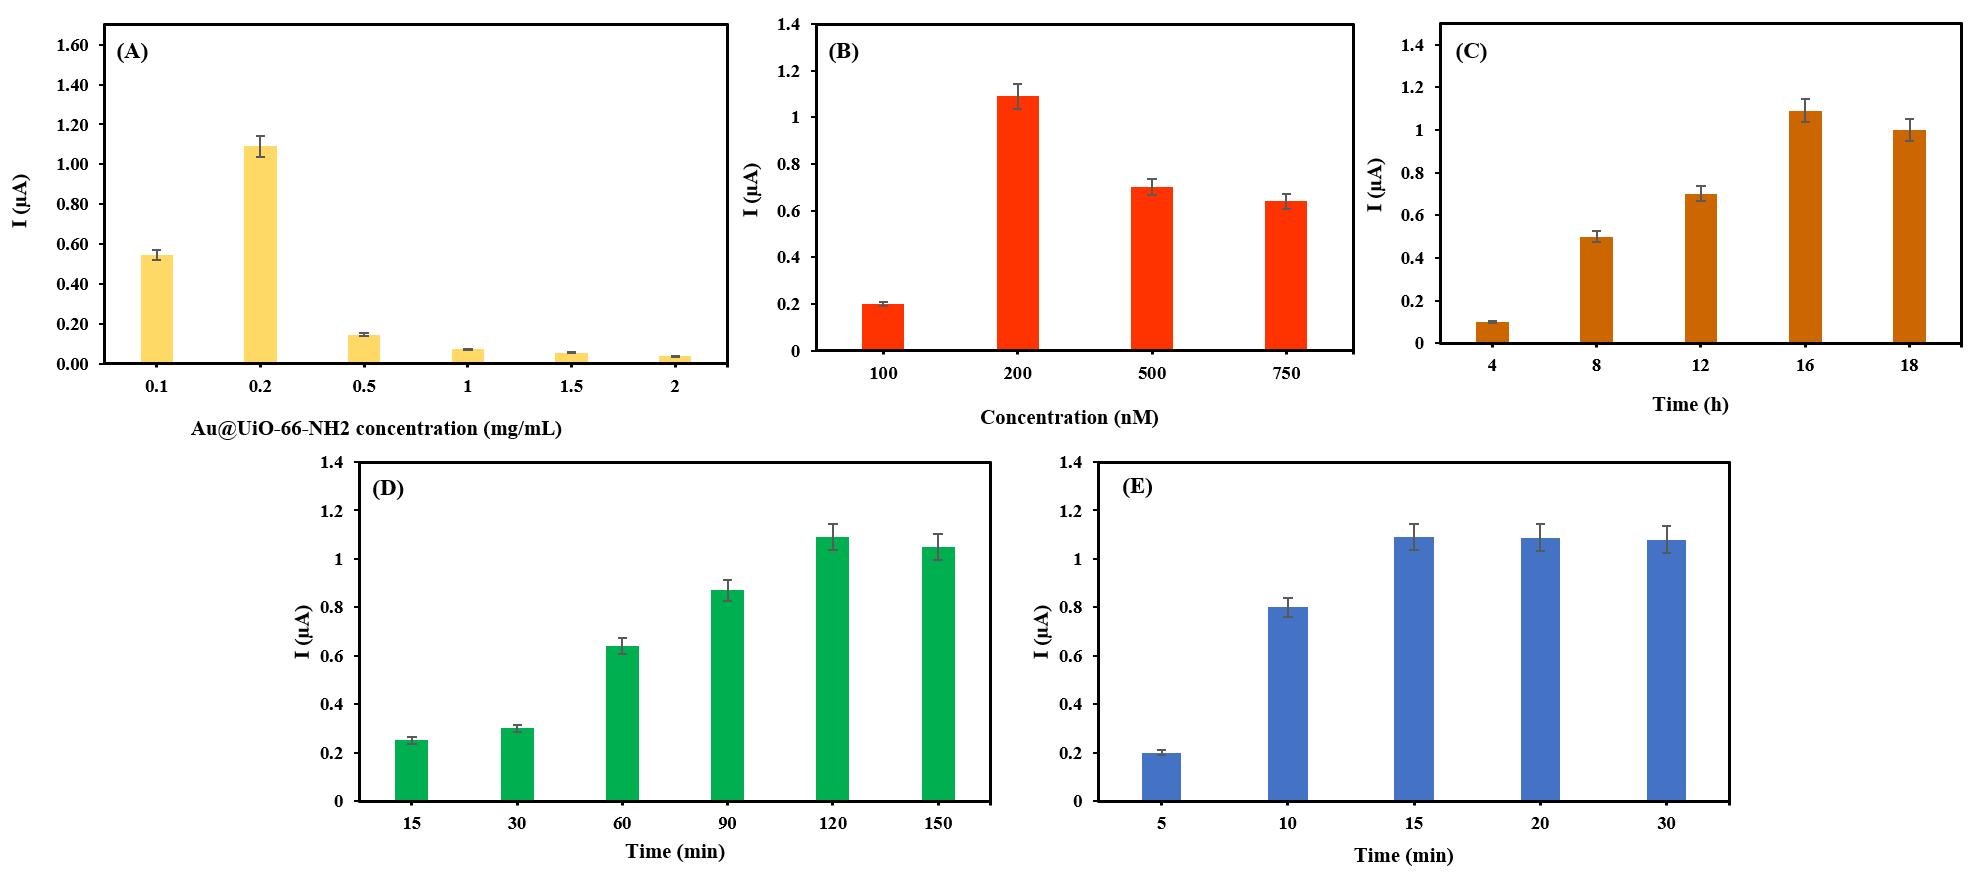 (A)
1.60
1.40
1.20
1.00
0.80
0.60
0.40
0.20
0.00
I (µA)
0.1 0.2 0.5 1 1.5 2
Au@UiO-66-NH2 concentration (mg/mL)
(B)
1.4
1.2
1
0.8
0.6
0.4
0.2
0
I (µA)
100 200 500 750
Concentration (nM)
(C)
1.4
1.2
1
0.8
0.6
0.4
0.2
0
I (µA)
4 8 12 16 18
Time (h)
(D)
1.4
1.2
1
0.8
0.6
0.4
0.2
0
I (µA)
15 30 60 90 120 150
Time (min)
(E)
1.4
1.2
1
0.8
0.6
0.4
0.2
0
I (µA)
5 10 15 20 30
Time (min)